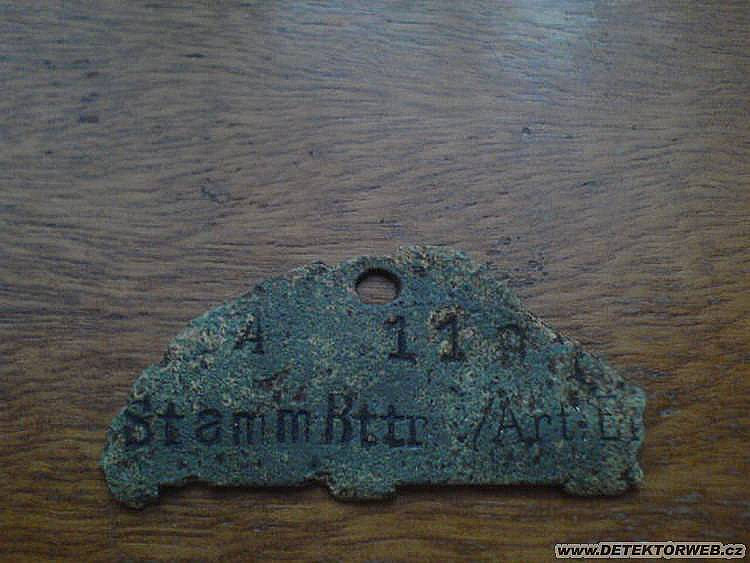 A 11
StammBttr. /Art.
www.DETEKTORWEB.cz